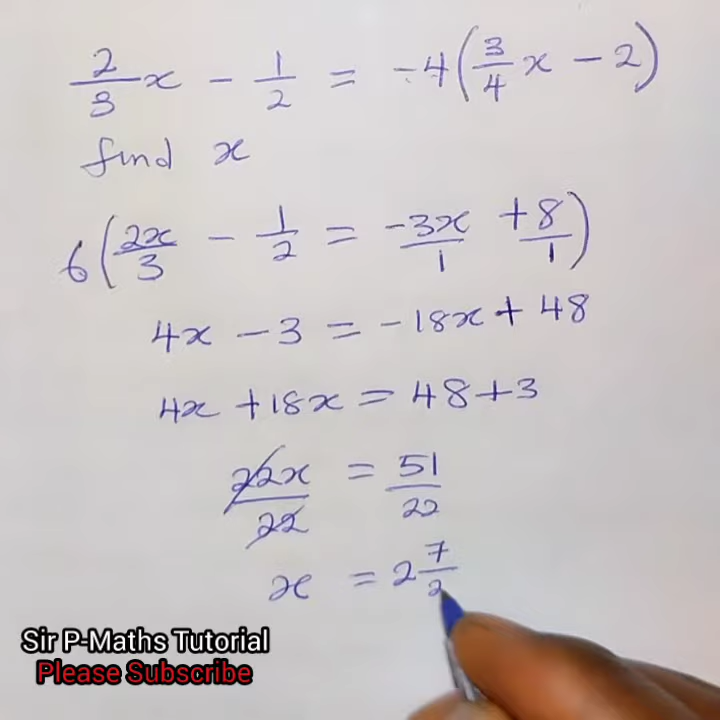 2/3 x - 1/2 = -4(3/4 x - 2)
find x
6(2x/3 - 1/2 = -3x/1 +8/1)
4x - 3 = -18x + 48
4x + 18x = 48 + 3
22x/22 = 51/22
x = 2 7/2
Sir P-Maths Tutorial
Please Subscribe